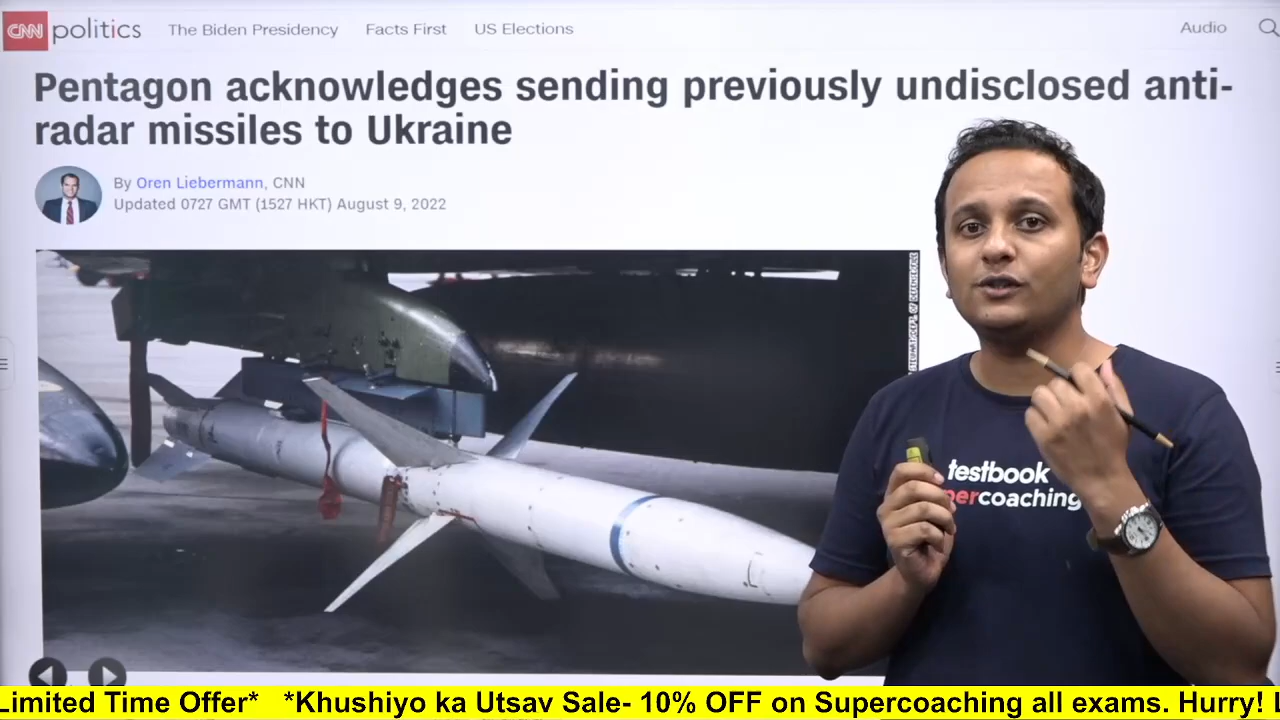 CNN politics The Biden Presidency Facts First US Elections Audio
Pentagon acknowledges sending previously undisclosed anti-
radar missiles to Ukraine
By Oren Liebermann, CNN
Updated 0727 GMT (1527 HKT) August 9, 2022
testbook
percoaching
Limited Time Offer* *Khushiyo ka Utsav Sale- 10% OFF on Supercoaching all exams. Hurry! L